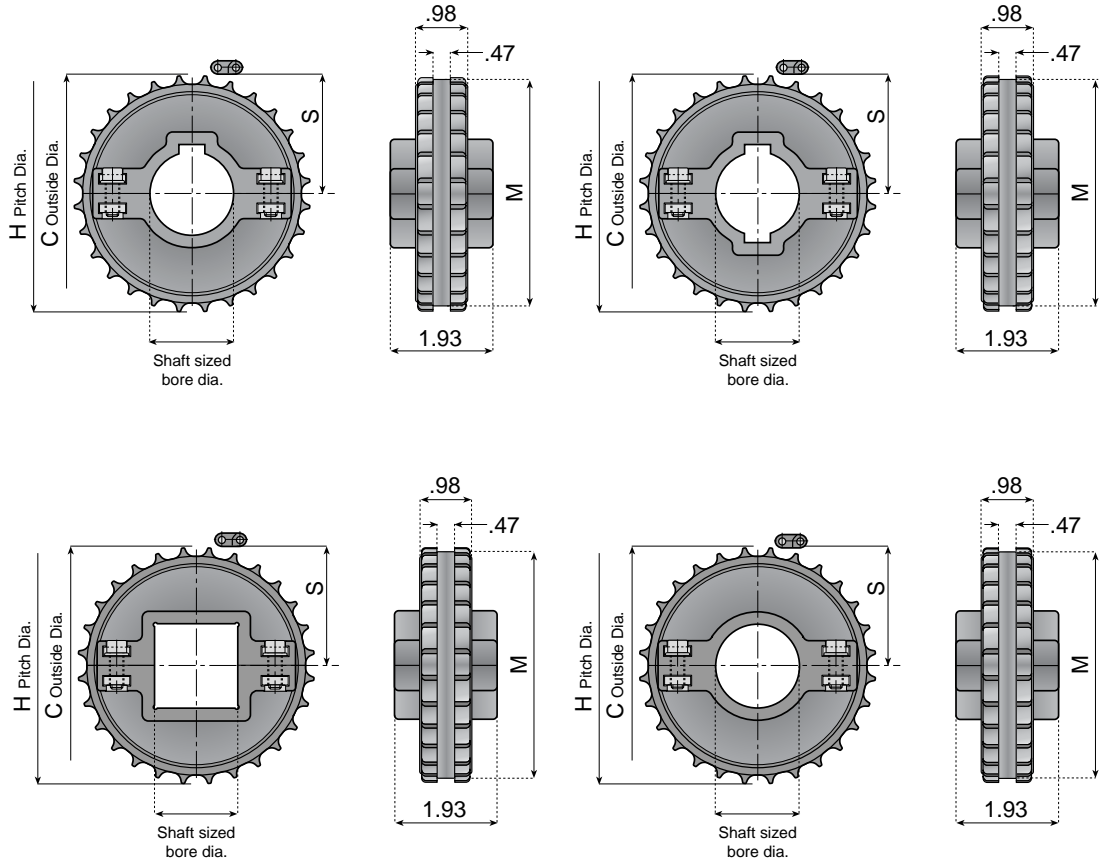 .98
.47
S
H Pitch Dia.
C Outside Dia.
M
1.93
Shaft sized
bore dia.
.98
.47
S
H Pitch Dia.
C Outside Dia.
M
1.93
Shaft sized
bore dia.
.98
.47
S
H Pitch Dia.
C Outside Dia.
M
1.93
Shaft sized
bore dia.
.98
.47
S
H Pitch Dia.
C Outside Dia.
M
1.93
Shaft sized
bore dia.